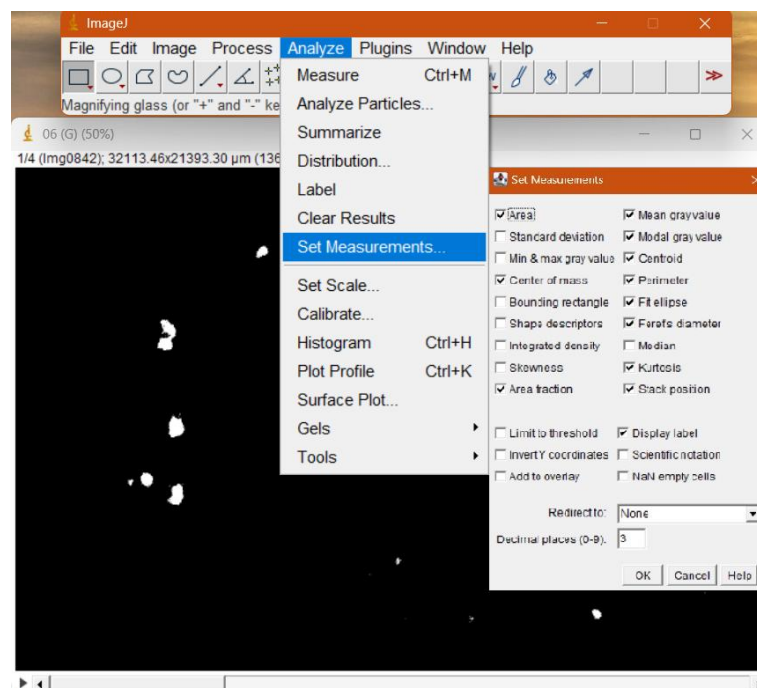 ImageJ
File Edit Image Process Analyze Plugins Window Help
Magnifying glass (or "+" and "-" ke
06 (G) (50%)
1/4 (Img0842); 32113.46x21393.30 µm (136
Measure Ctrl+M
Analyze Particles...
Summarize
Distribution...
Label
Clear Results
Set Measurements...
Set Scale...
Calibrate...
Histogram Ctrl+H
Plot Profile Ctrl+K
Surface Plot...
Gels
Tools
Set Measurements
Area Mean gray value
Standard deviation Modal gray value
Min & max gray value Centroid
Center of mass Perimeter
Bounding rectangle Fit ellipse
Shape descriptors Feret's diameter
Integrated density Median
Skewness Kurtosis
Area fraction Stack position
Limit to threshold Display label
Invert Y coordinates Scientific notation
Add to overlay NaN empty cells
Redirect to: None
Decimal places (0-9): 3
OK Cancel Help